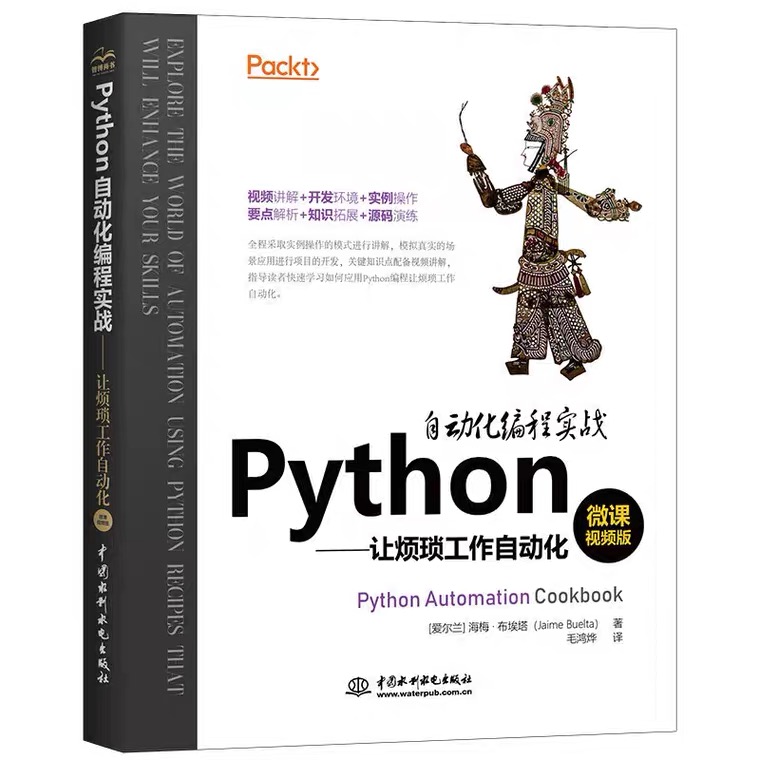 智博尚书
Python自动化编程实战
——让烦琐工作自动化
微课
视频版
中国水利水电出版社
EXPLORE THE WORLD OF AUTOMATION USING PYTHON RECIPES THAT
WILL ENHANCE YOUR SKILLS
Packt>
视频讲解+开发环境+实例操作
要点解析+知识拓展+源码演练
全程采取实例操作的模式进行讲解，模拟真实的场
景应用进行项目的开发，关键知识点配备视频讲解，
指导读者快速学习如何应用Python编程让烦琐工作
自动化。
自动化编程实战
Python
——让烦琐工作自动化
微课
视频版
Python Automation Cookbook
[爱尔兰] 海梅·布埃塔（Jaime Buelta） 著
毛鸿烨 译
中国水利水电出版社
www.waterpub.com.cn